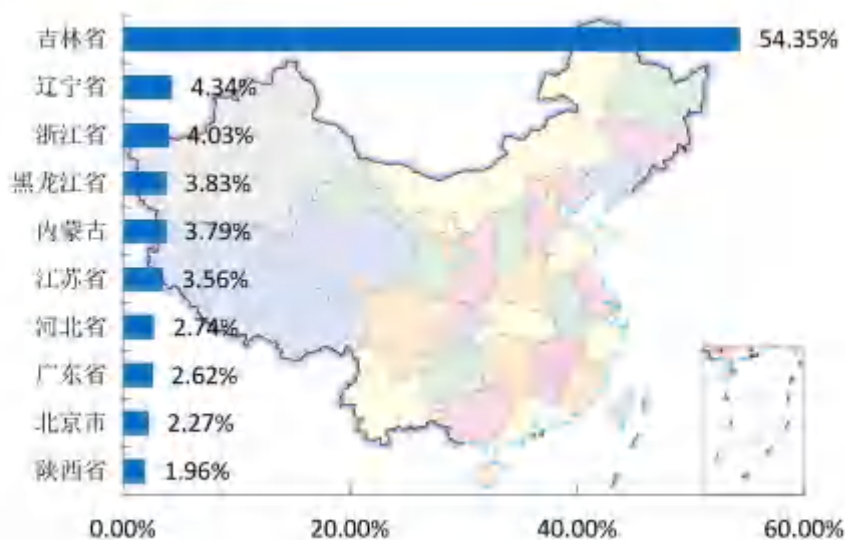 吉林省 54.35%
辽宁省 4.34%
浙江省 4.03%
黑龙江省 3.83%
内蒙古 3.79%
江苏省 3.56%
河北省 2.74%
广东省 2.62%
北京市 2.27%
陕西省 1.96%
0.00% 20.00% 40.00% 60.00%